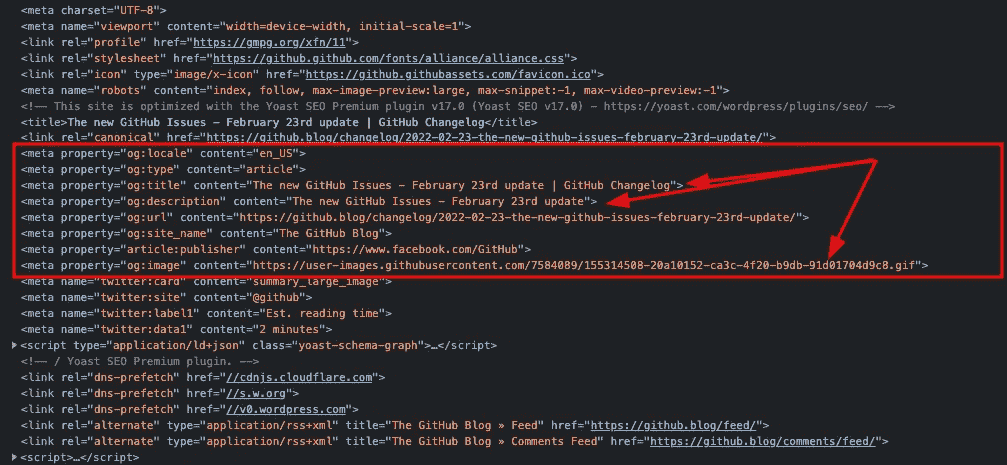 <meta charset="UTF-8">
<meta name="viewport" content="width=device-width, initial-scale=1">
<link rel="profile" href="https://gmpg.org/xfn/11">
<link rel="stylesheet" href="https://github.github.com/fonts/alliance/alliance.css">
<link rel="icon" type="image/x-icon" href="https://github.githubassets.com/favicon.ico">
<meta name="robots" content="index, follow, max-image-preview:large, max-snippet:-1, max-video-preview:-1">
<!-- This site is optimized with the Yoast SEO Premium plugin v17.0 (Yoast SEO v17.0) - https://yoast.com/wordpress/plugins/seo/ -->
<title>The new GitHub Issues – February 23rd update | GitHub Changelog</title>
<link rel="canonical" href="https://github.blog/changelog/2022-02-23-the-new-github-issues-february-23rd-update/">
<meta property="og:locale" content="en_US">
<meta property="og:type" content="article">
<meta property="og:title" content="The new GitHub Issues – February 23rd update | GitHub Changelog">
<meta property="og:description" content="The new GitHub Issues – February 23rd update">
<meta property="og:url" content="https://github.blog/changelog/2022-02-23-the-new-github-issues-february-23rd-update/">
<meta property="og:site_name" content="The GitHub Blog">
<meta property="article:publisher" content="https://www.facebook.com/GitHub">
<meta property="og:image" content="https://user-images.githubusercontent.com/7584089/155314508-20a10152-ca3c-4f20-b9db-91d01704d9c8.gif">
<meta name="twitter:card" content="summary_large_image">
<meta name="twitter:site" content="@github">
<meta name="twitter:label1" content="Est. reading time">
<meta name="twitter:data1" content="2 minutes">
▶<script type="application/ld+json" class="yoast-schema-graph">…</script>
<!-- / Yoast SEO Premium plugin. -->
<link rel="dns-prefetch" href="//cdnjs.cloudflare.com">
<link rel="dns-prefetch" href="//s.w.org">
<link rel="dns-prefetch" href="//v0.wordpress.com">
<link rel="alternate" type="application/rss+xml" title="The GitHub Blog » Feed" href="https://github.blog/feed/">
<link rel="alternate" type="application/rss+xml" title="The GitHub Blog » Comments Feed" href="https://github.blog/comments/feed/">
▶<script>…</script>